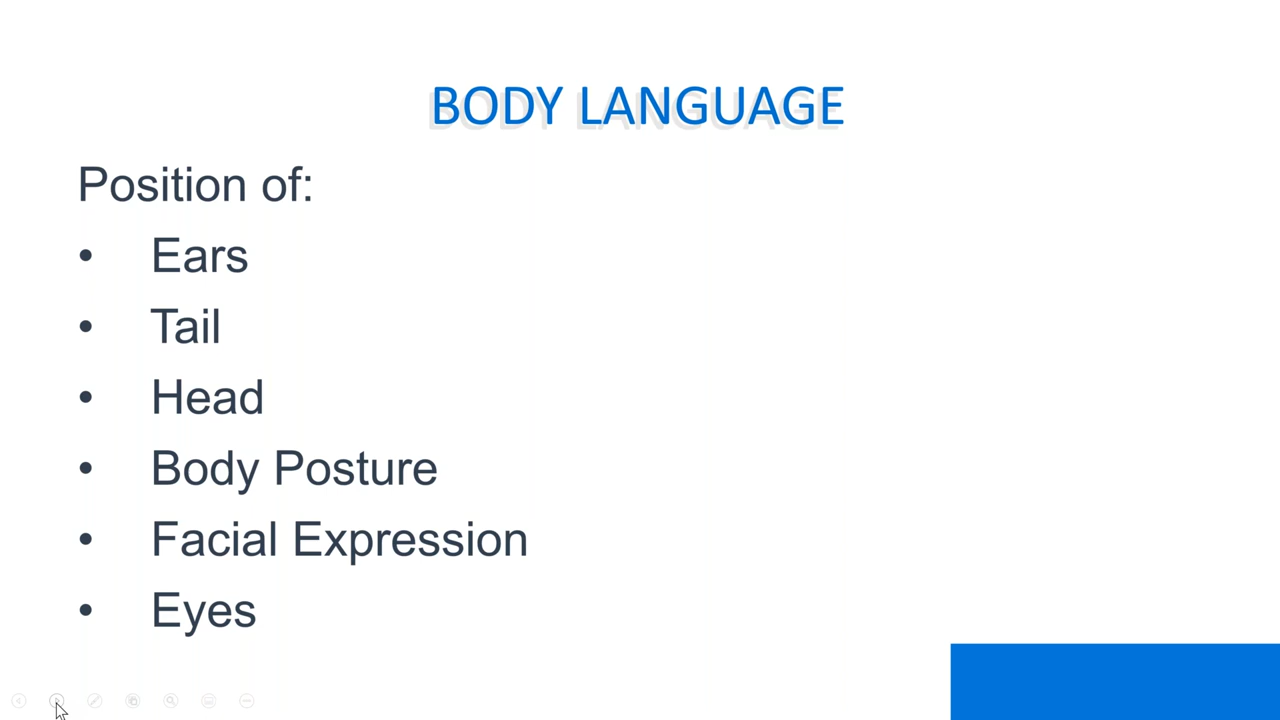 BODY LANGUAGE
Position of:
• Ears
• Tail
• Head
• Body Posture
• Facial Expression
• Eyes